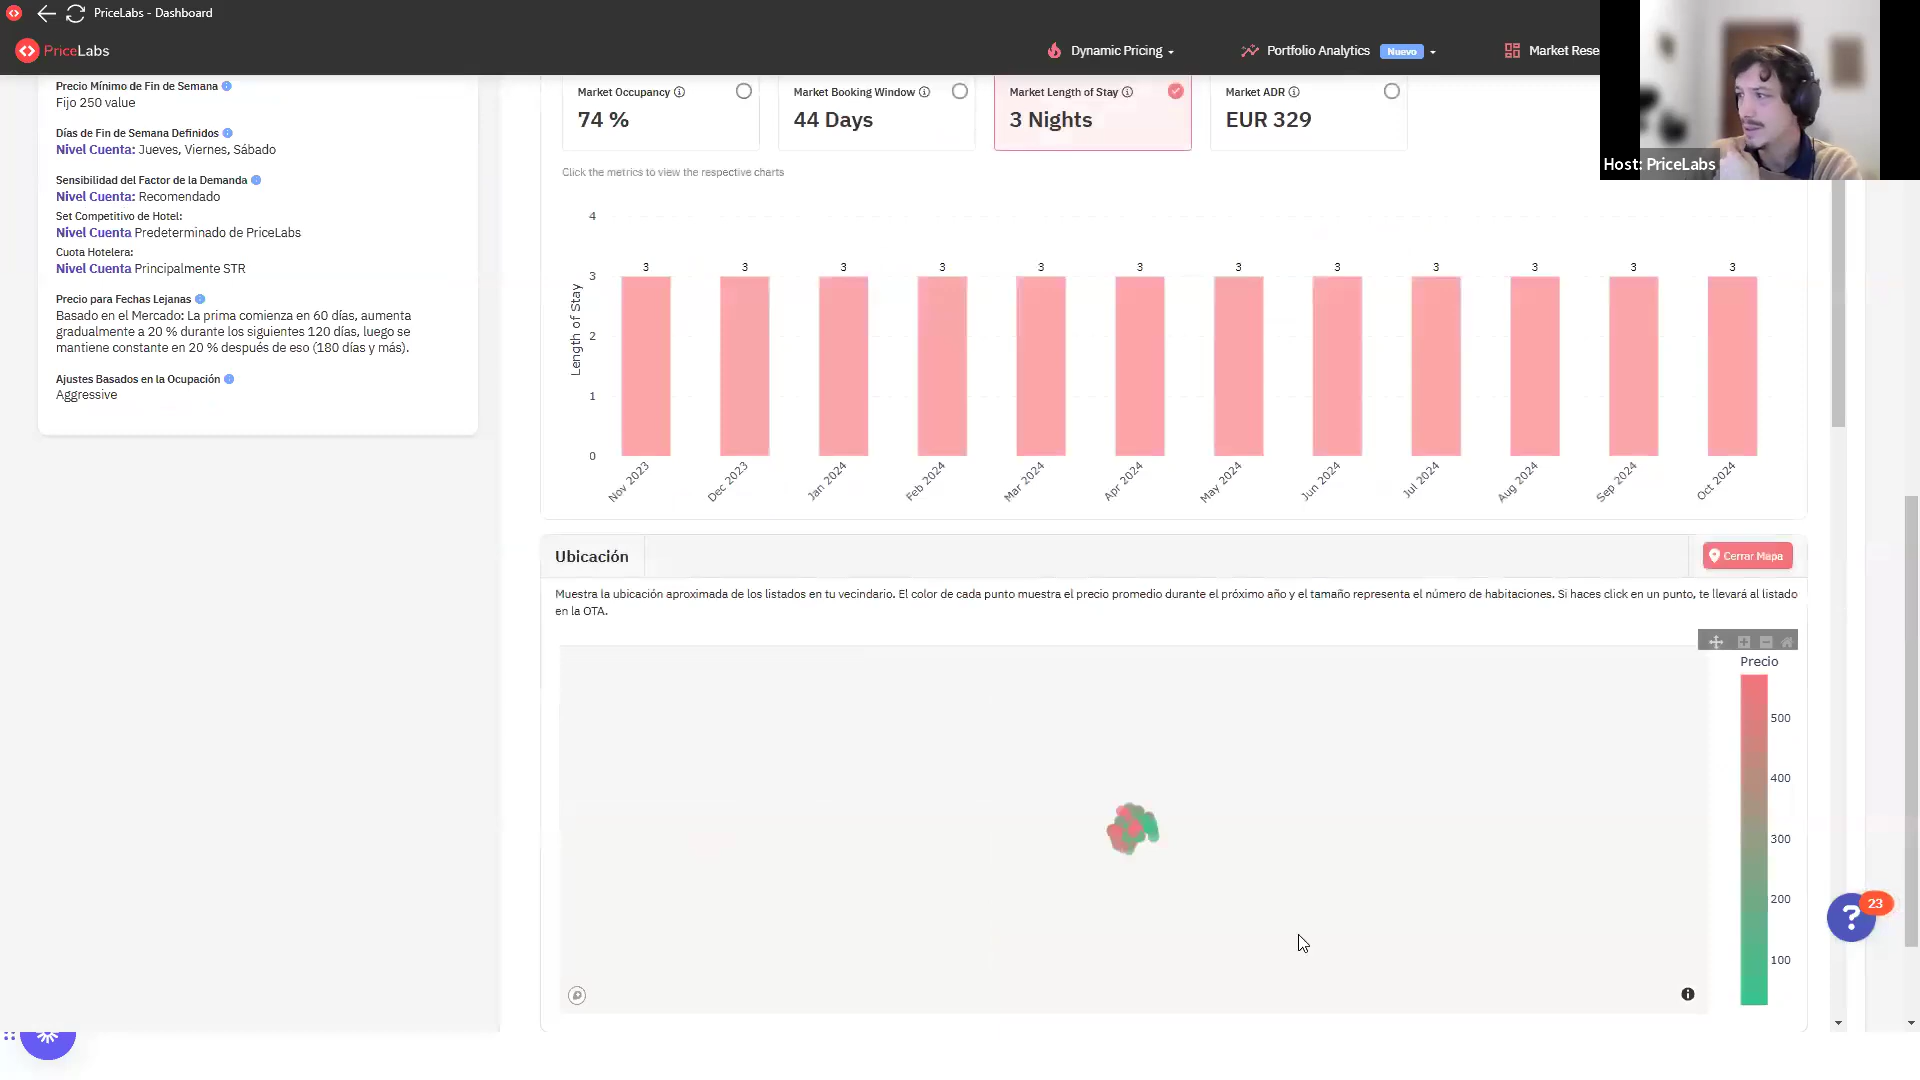 PriceLabs - Dashboard
PriceLabs
Dynamic Pricing
Portfolio Analytics
Nuevo
Market Rese
Host: PriceLabs
Precio Mínimo de Fin de Semana
Fijo 250 value
Días de Fin de Semana Definidos
Nivel Cuenta: Jueves, Viernes, Sábado
Sensibilidad del Factor de la Demanda
Nivel Cuenta: Recomendado
Set Competitivo de Hotel:
Nivel Cuenta Predeterminado de PriceLabs
Cuota Hotelera:
Nivel Cuenta Principalmente STR
Precio para Fechas Lejanas
Basado en el Mercado: La prima comienza en 60 días, aumenta
gradualmente a 20 % durante los siguientes 120 días, luego se
mantiene constante en 20 % después de eso (180 días y más).
Ajustes Basados en la Ocupación
Aggressive
Market Occupancy
74 %
Market Booking Window
44 Days
Market Length of Stay
3 Nights
Market ADR
EUR 329
Click the metrics to view the respective charts
Length of Stay
4
3
2
1
0
3 3 3 3 3 3 3 3 3 3 3 3
Nov 2023
Dec 2023
Jan 2024
Feb 2024
Mar 2024
Apr 2024
May 2024
Jun 2024
Jul 2024
Aug 2024
Sep 2024
Oct 2024
Ubicación
Cerrar Mapa
Muestra la ubicación aproximada de los listados en tu vecindario. El color de cada punto muestra el precio promedio durante el próximo año y el tamaño representa el número de habitaciones. Si haces click en un punto, te llevará al listado
en la OTA.
Precio
500
400
300
200
100
?
23